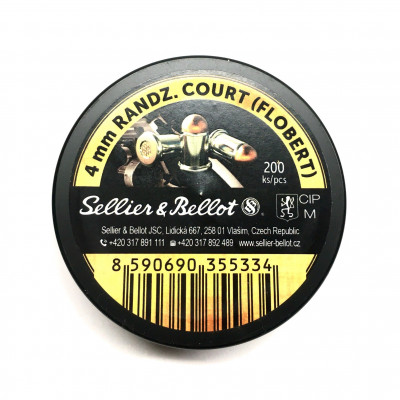 4 mm RANDZ. COURT (FLOBERT)
200
ks/pcs
Sellier & Bellot S
CIP
M
Sellier & Bellot JSC, Lidická 667, 258 01 Vlašim, Czech Republic
+420 317 891 111 +420 317 892 489 www.sellier-bellot.cz
8 590690 355334